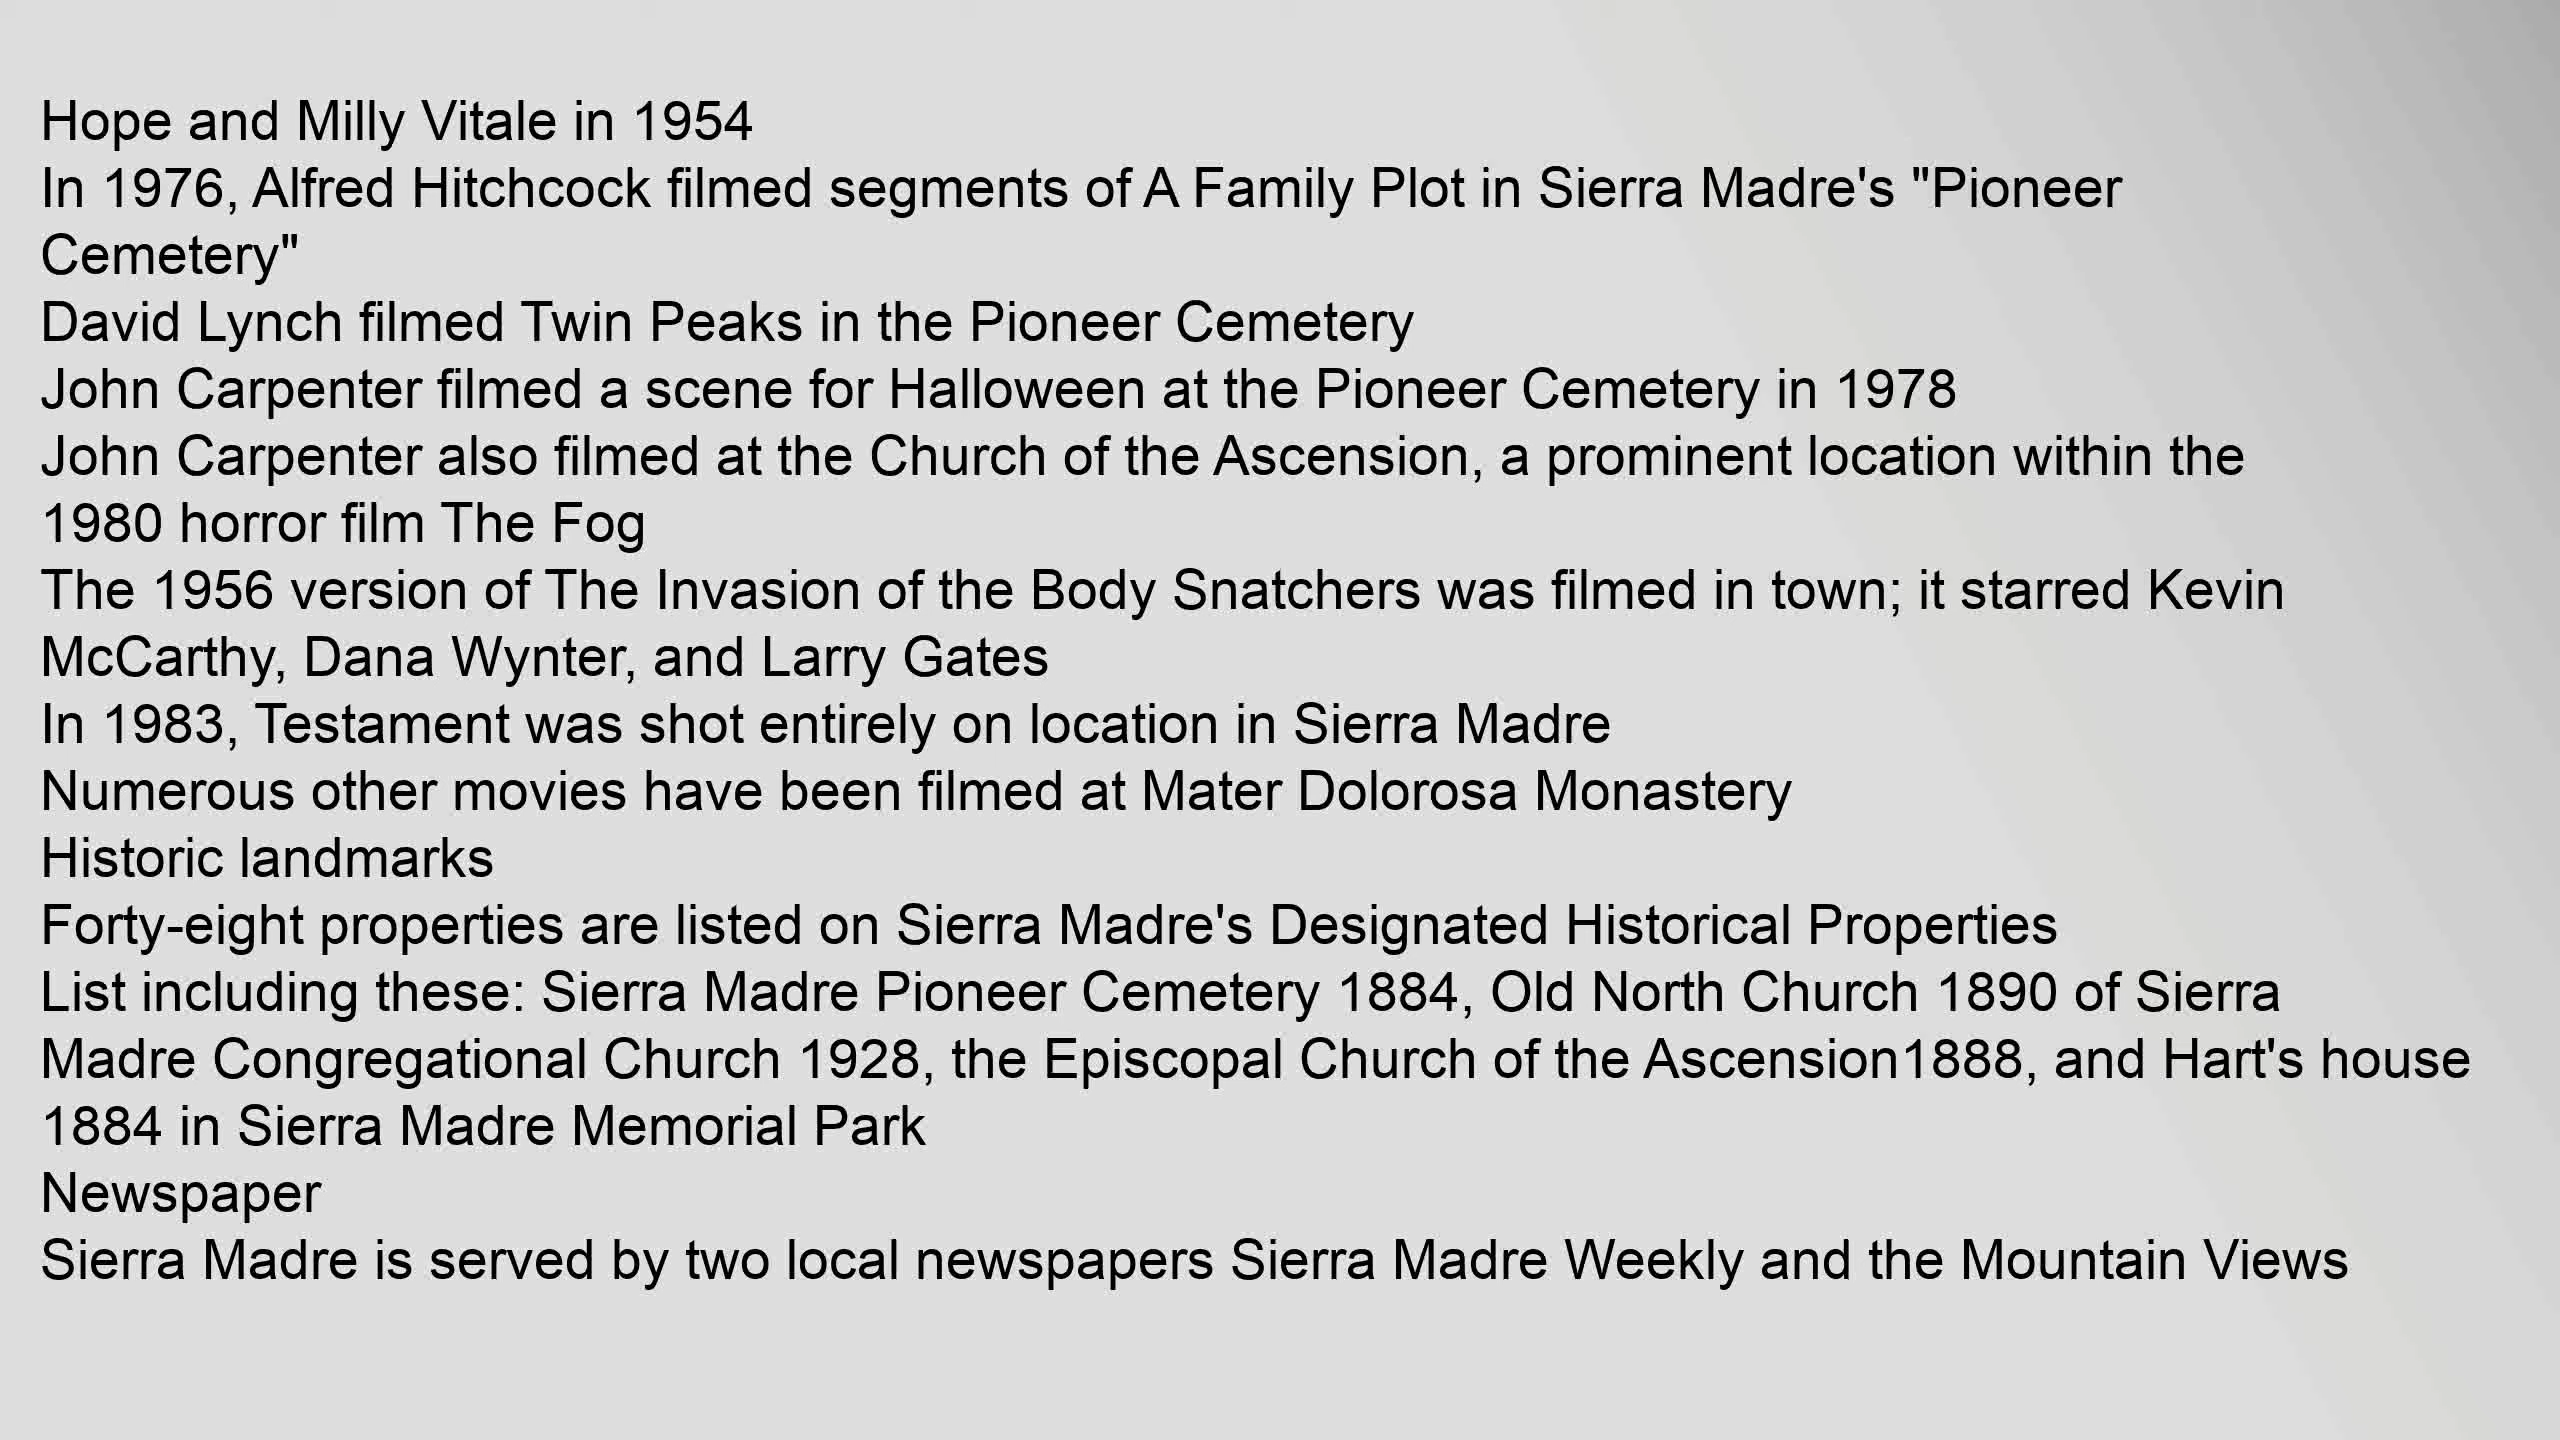 Hope and Milly Vitale in 1954
In 1976, Alfred Hitchcock filmed segments of A Family Plot in Sierra Madre's "Pioneer
Cemetery"
David Lynch filmed Twin Peaks in the Pioneer Cemetery
John Carpenter filmed a scene for Halloween at the Pioneer Cemetery in 1978
John Carpenter also filmed at the Church of the Ascension, a prominent location within the
1980 horror film The Fog
The 1956 version of The Invasion of the Body Snatchers was filmed in town; it starred Kevin
McCarthy, Dana Wynter, and Larry Gates
In 1983, Testament was shot entirely on location in Sierra Madre
Numerous other movies have been filmed at Mater Dolorosa Monastery
Historic landmarks
Forty-eight properties are listed on Sierra Madre's Designated Historical Properties
List including these: Sierra Madre Pioneer Cemetery 1884, Old North Church 1890 of Sierra
Madre Congregational Church 1928, the Episcopal Church of the Ascension1888, and Hart's house
1884 in Sierra Madre Memorial Park
Newspaper
Sierra Madre is served by two local newspapers Sierra Madre Weekly and the Mountain Views